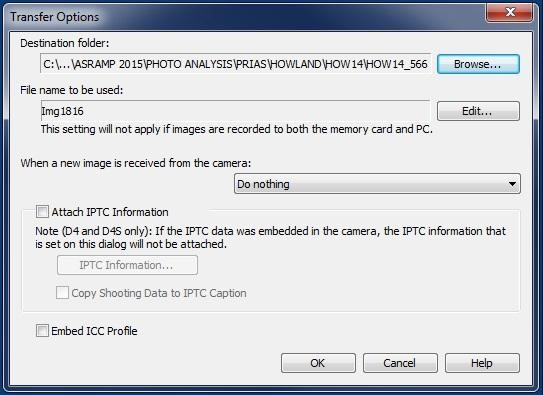 Transfer Options
Destination folder:
C:\...\ASRAMP 2015\PHOTO ANALYSIS\PRIAS\HOWLAND\HOW14\HOW14_566
Browse...
File name to be used:
Img1816
Edit...
This setting will not apply if images are recorded to both the memory card and PC.
When a new image is received from the camera:
Do nothing
Attach IPTC Information
Note (D4 and D4S only): If the IPTC data was embedded in the camera, the IPTC information that
is set on this dialog will not be attached.
IPTC Information...
Copy Shooting Data to IPTC Caption
Embed ICC Profile
OK
Cancel
Help